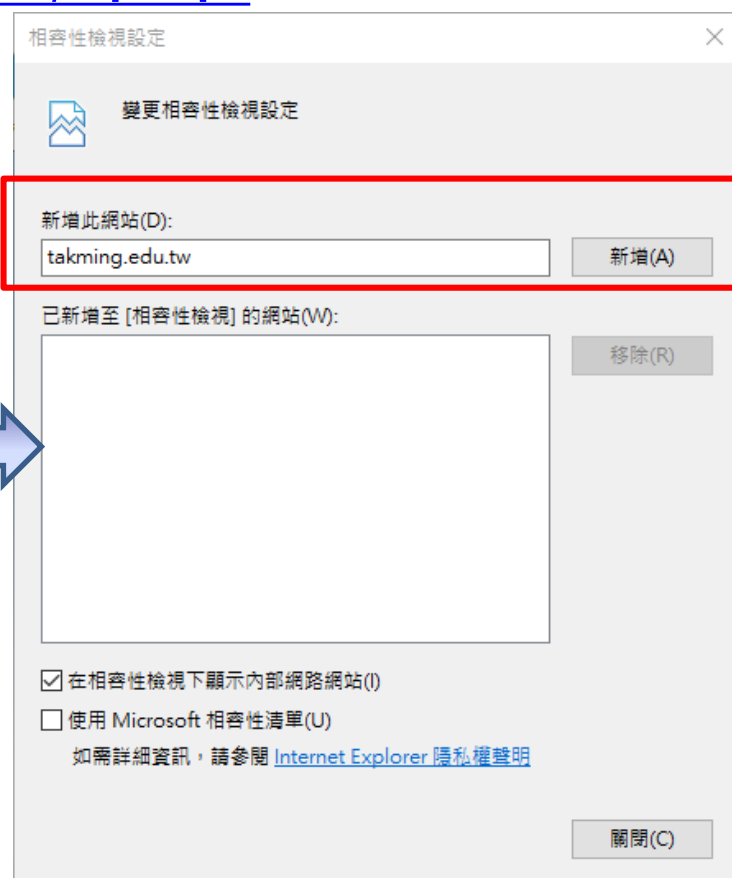 相容性檢視設定
變更相容性檢視設定
新增此網站(D):
takming.edu.tw
新增(A)
已新增至 [相容性檢視] 的網站(W):
移除(R)
在相容性檢視下顯示內部網路網站(I)
使用 Microsoft 相容性清單(U)
如需詳細資訊，請參閱 Internet Explorer 隱私權聲明
關閉(C)